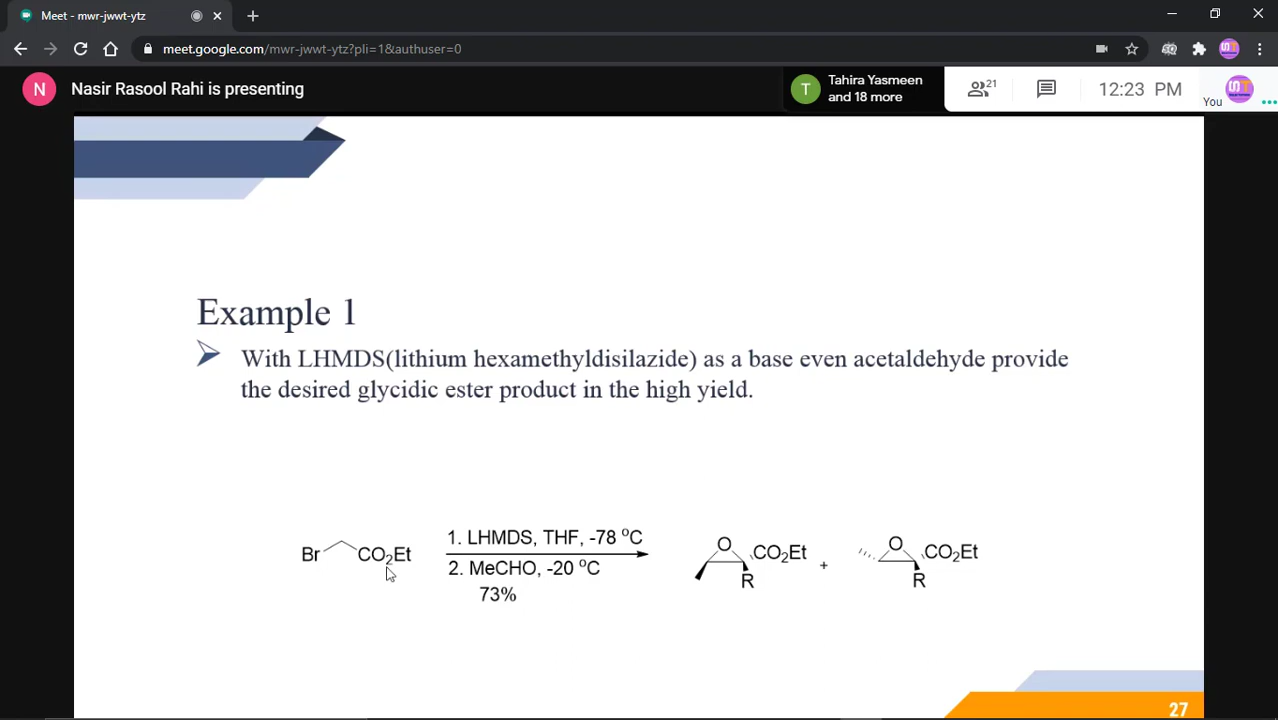 Meet - mwr-jwwt-ytz
meet.google.com/mwr-jwwt-ytz?pli=1&authuser=0
N Nasir Rasool Rahi is presenting
T Tahira Yasmeen
and 18 more
21
12:23 PM
You
Example 1
With LHMDS(lithium hexamethyldisilazide) as a base even acetaldehyde provide
the desired glycidic ester product in the high yield.
1. LHMDS, THF, -78 °C
Br CO2Et
2. MeCHO, -20 °C
73%
O CO2Et
R
+
O CO2Et
R
27